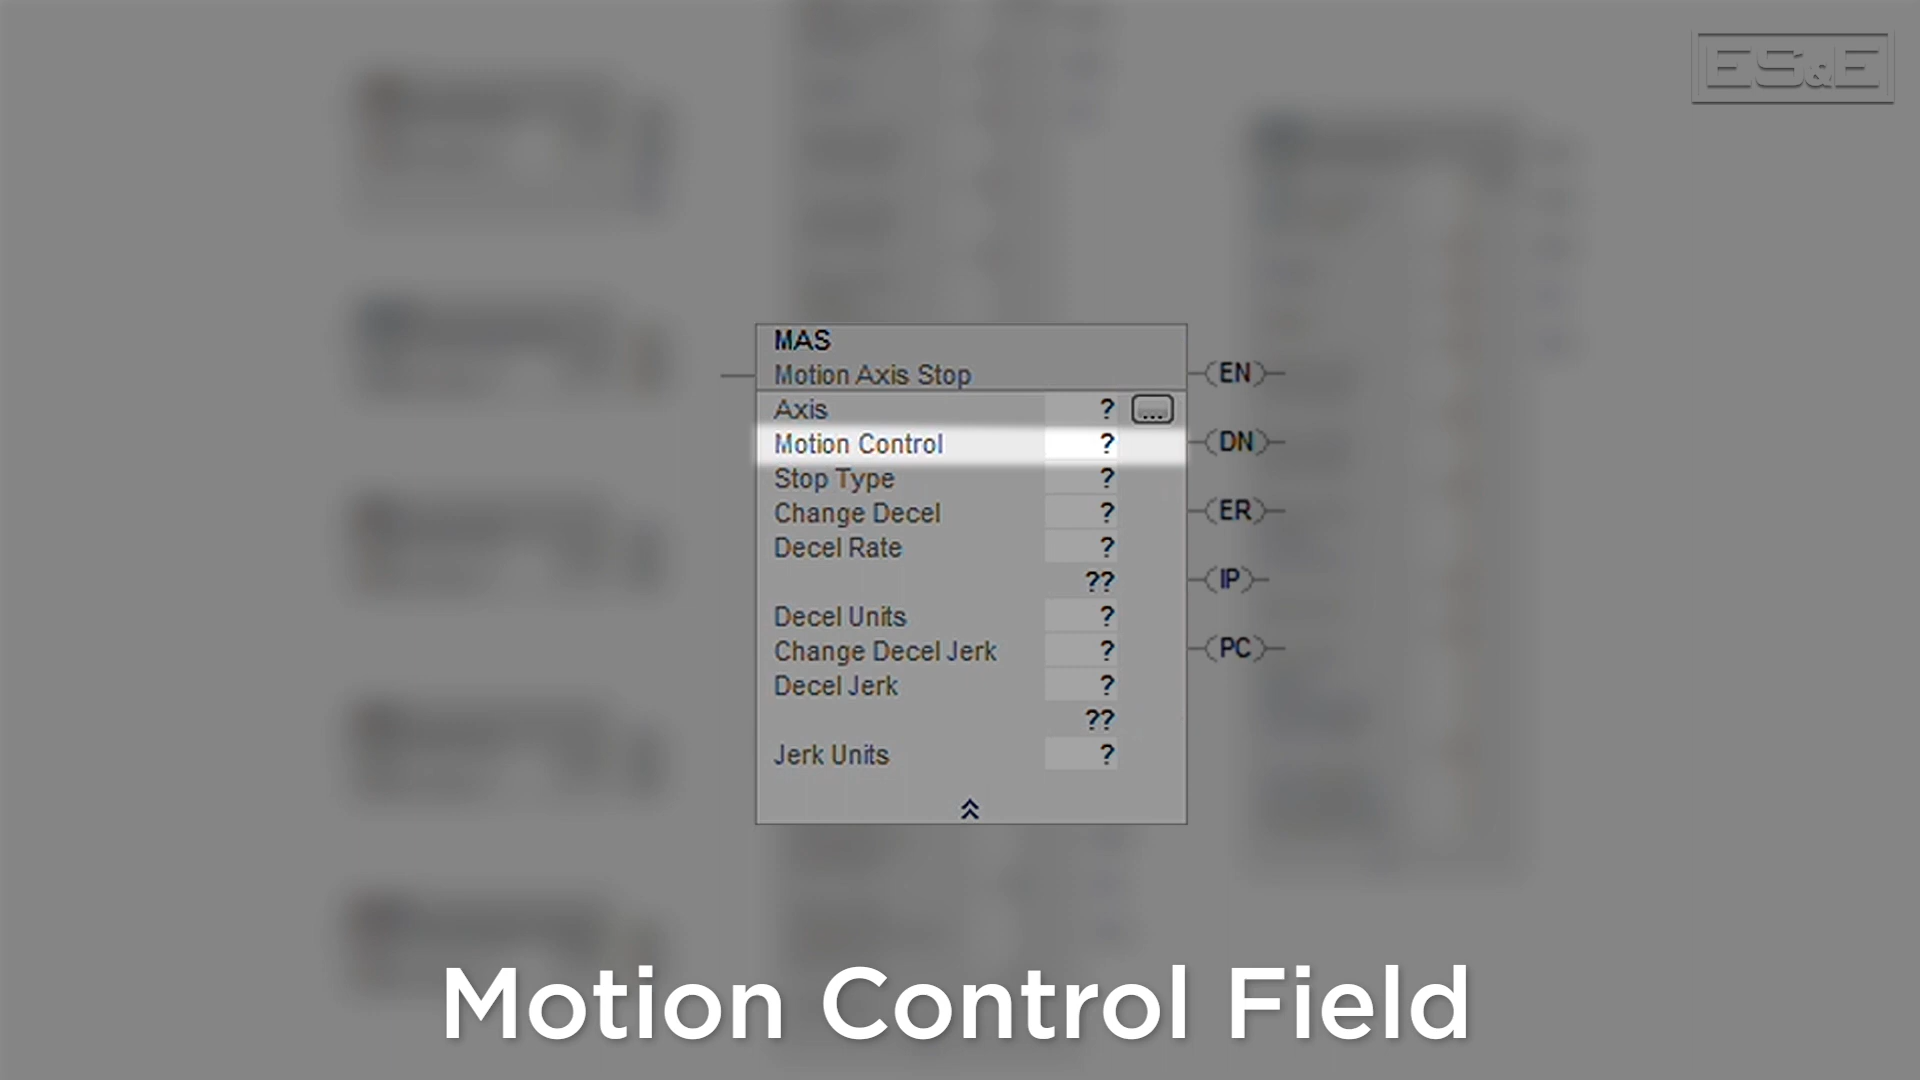 ES&E
MAS
Motion Axis Stop
Axis ? ...
Motion Control ?
Stop Type ?
Change Decel ?
Decel Rate ?
??
Decel Units ?
Change Decel Jerk ?
Decel Jerk ?
??
Jerk Units ?
EN
DN
ER
IP
PC
Motion Control Field